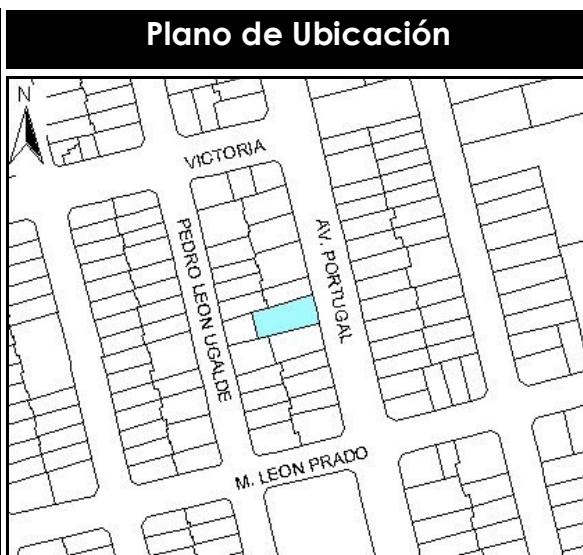 Plano de Ubicación
N
VICTORIA
PEDRO LEON UGALDE
AV. PORTUGAL
M. LEON PRADO